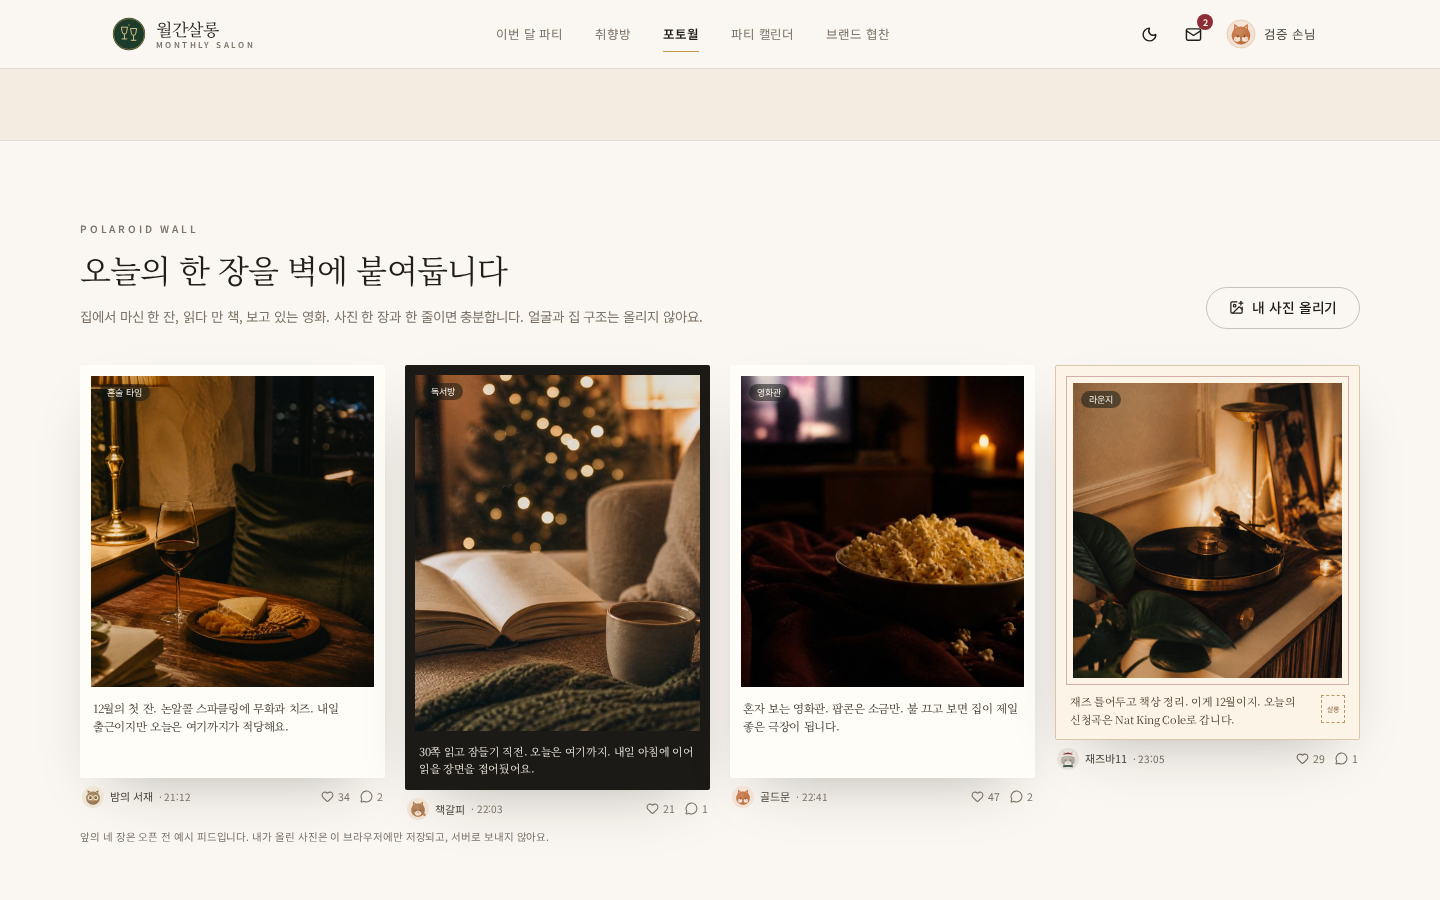 월간살롱
MONTHLY SALON
이번 달 파티
취향방
포토월
파티 캘린더
브랜드 협찬
2
검증 손님
POLAROID WALL
오늘의 한 장을 벽에 붙여둡니다
집에서 마신 한 잔, 읽다 만 책, 보고 있는 영화. 사진 한 장과 한 줄이면 충분합니다. 얼굴과 집 구조는 올리지 않아요.
내 사진 올리기
혼술 타임
12월의 첫 잔. 논알콜 스파클링에 무화과 치즈. 내일
출근이지만 오늘은 여기까지가 적당해요.
밤의 서재 · 21:12
34
2
독서방
30쪽 읽고 잠들기 직전. 오늘은 여기까지. 내일 아침에 이어
읽을 장면을 접어뒀어요.
책갈피 · 22:03
21
1
영화관
혼자 보는 영화관. 팝콘은 소금만. 불 끄고 보면 집이 제일
좋은 극장이 됩니다.
골드문 · 22:41
47
2
라운지
재즈 틀어두고 책상 정리. 이게 12월이지. 오늘의
신청곡은 Nat King Cole로 갑니다.
살롱
재즈바11 · 23:05
29
1
앞의 네 장은 오픈 전 예시 피드입니다. 내가 올린 사진은 이 브라우저에만 저장되고, 서버로 보내지 않아요.